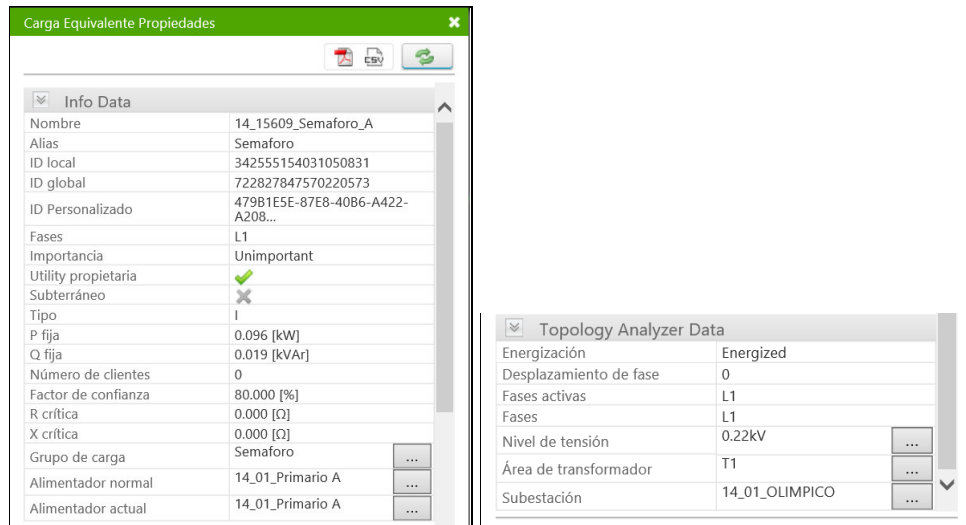 Carga Equivalente Propiedades
CSV
Info Data
Nombre 14_15609_Semaforo_A
Alias Semaforo
ID local 342555154031050831
ID global 722827847570220573
ID Personalizado 479B1E5E-87E8-40B6-A422-
A208...
Fases L1
Importancia Unimportant
Utility propietaria
Subterráneo
Tipo I
P fija 0.096 [kW]
Q fija 0.019 [kVAr]
Número de clientes 0
Factor de confianza 80.000 [%]
R crítica 0.000 [Ω]
X crítica 0.000 [Ω]
Grupo de carga Semaforo ...
Alimentador normal 14_01_Primario A ...
Alimentador actual 14_01_Primario A ...
Topology Analyzer Data
Energización Energized
Desplazamiento de fase 0
Fases activas L1
Fases L1
Nivel de tensión 0.22kV ...
Área de transformador T1 ...
Subestación 14_01_OLIMPICO ...